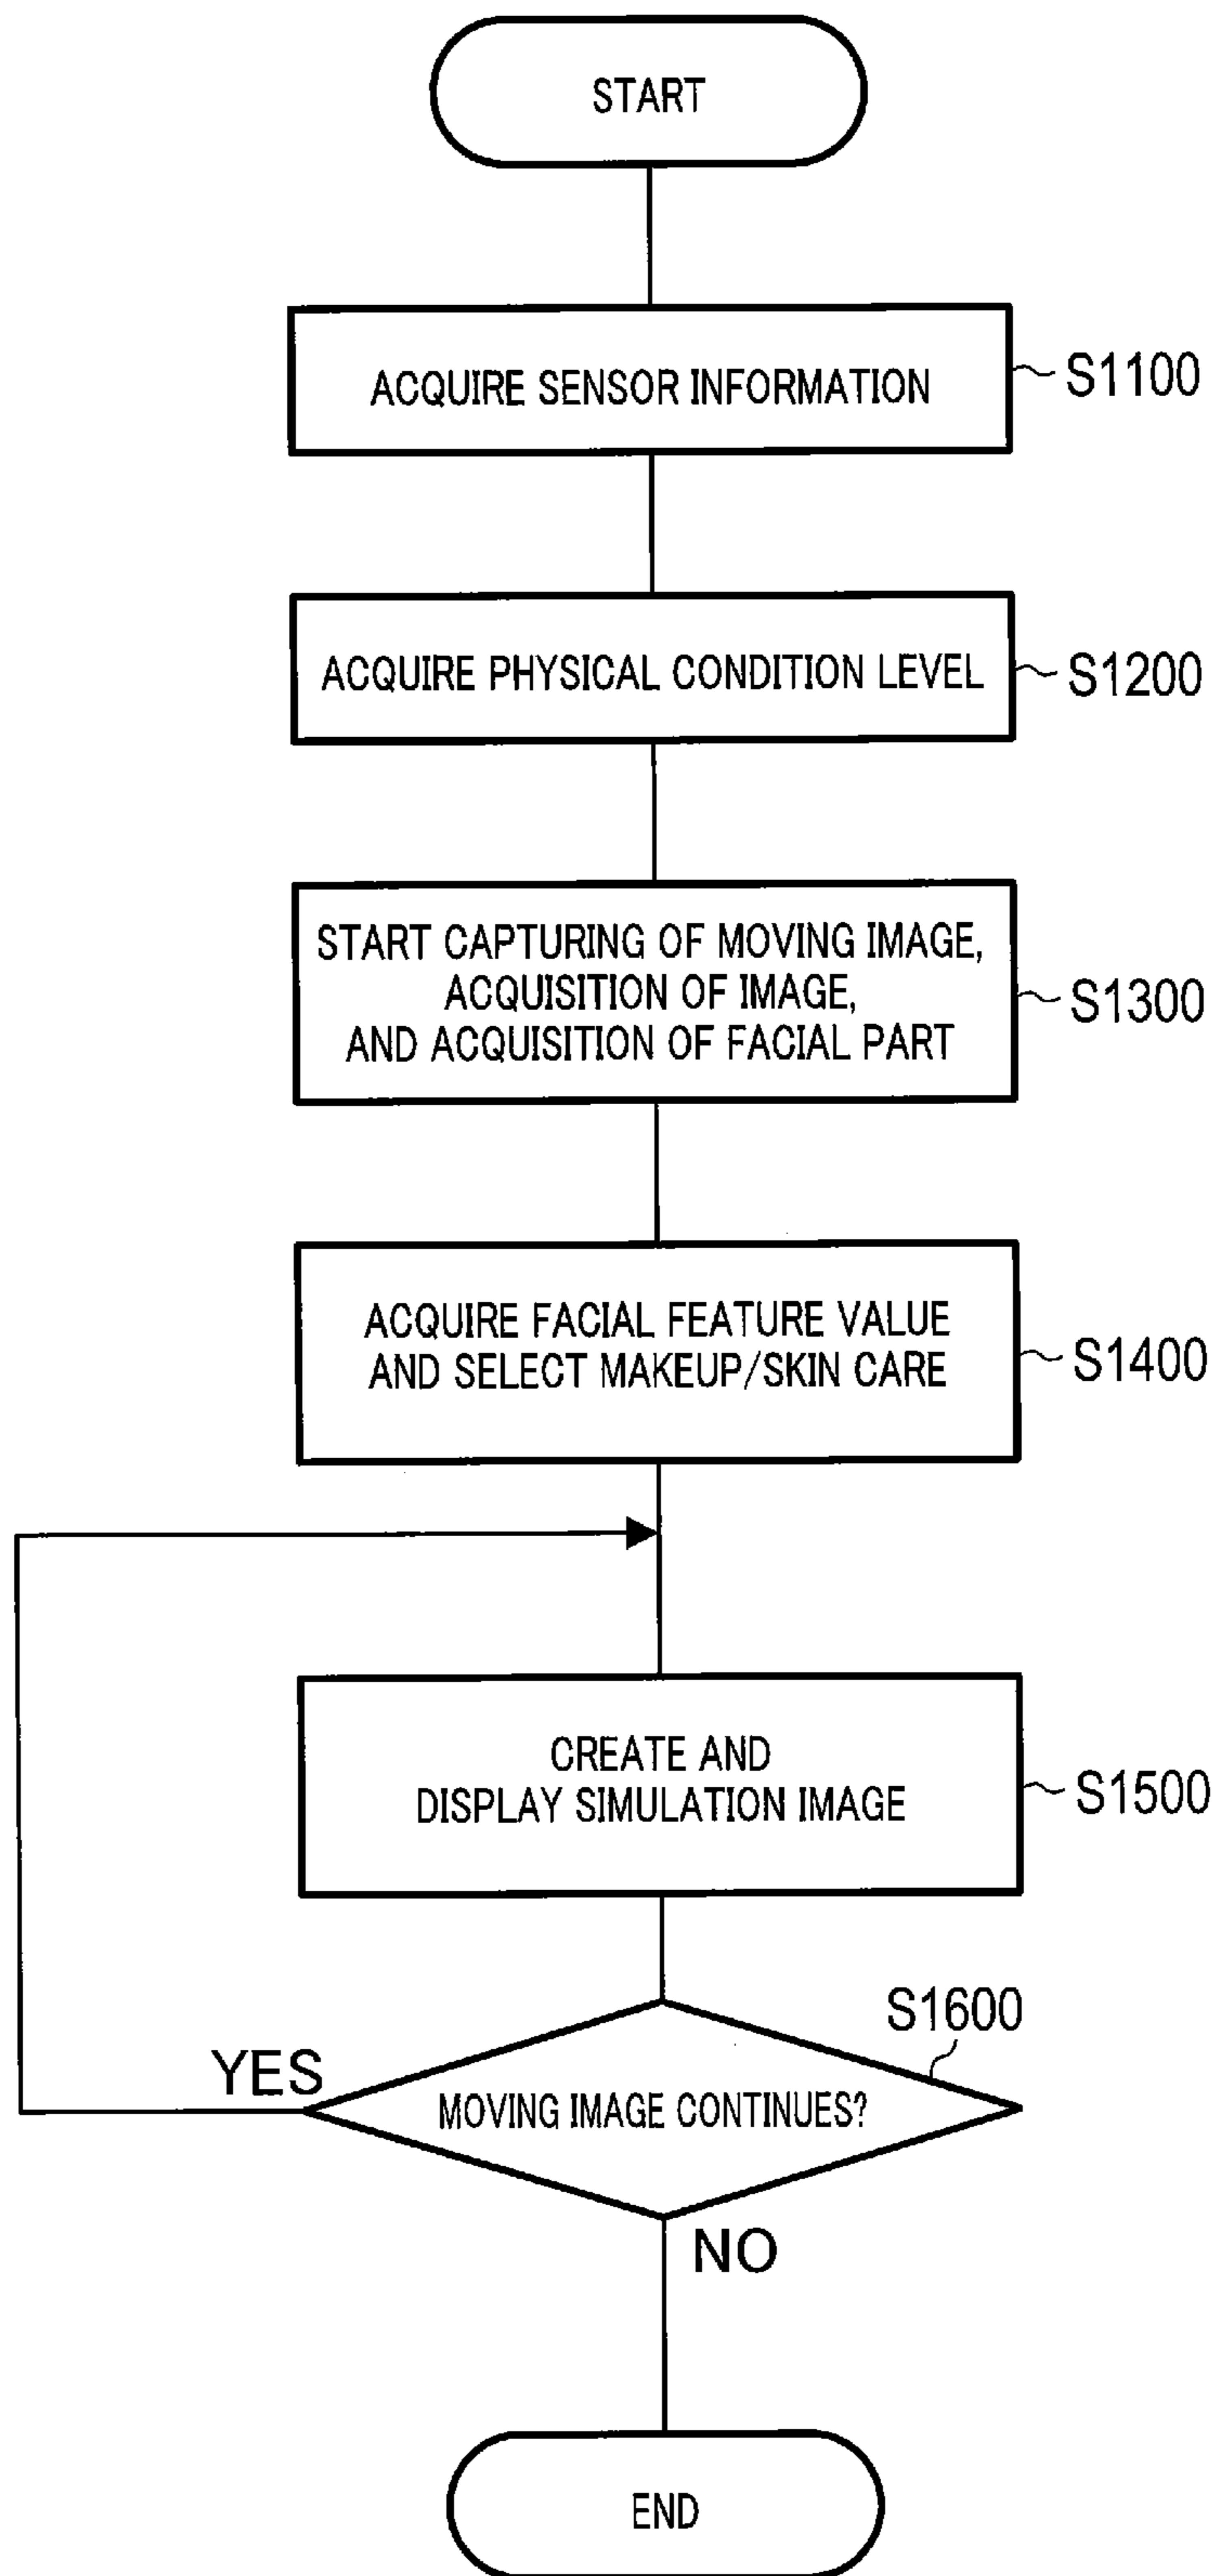 START
ACQUIRE SENSOR INFORMATION
S1100
ACQUIRE PHYSICAL CONDITION LEVEL
S1200
START CAPTURING OF MOVING IMAGE,
ACQUISITION OF IMAGE,
AND ACQUISITION OF FACIAL PART
S1300
ACQUIRE FACIAL FEATURE VALUE
AND SELECT MAKEUP/SKIN CARE
S1400
CREATE AND
DISPLAY SIMULATION IMAGE
S1500
S1600
YES
MOVING IMAGE CONTINUES?
NO
END